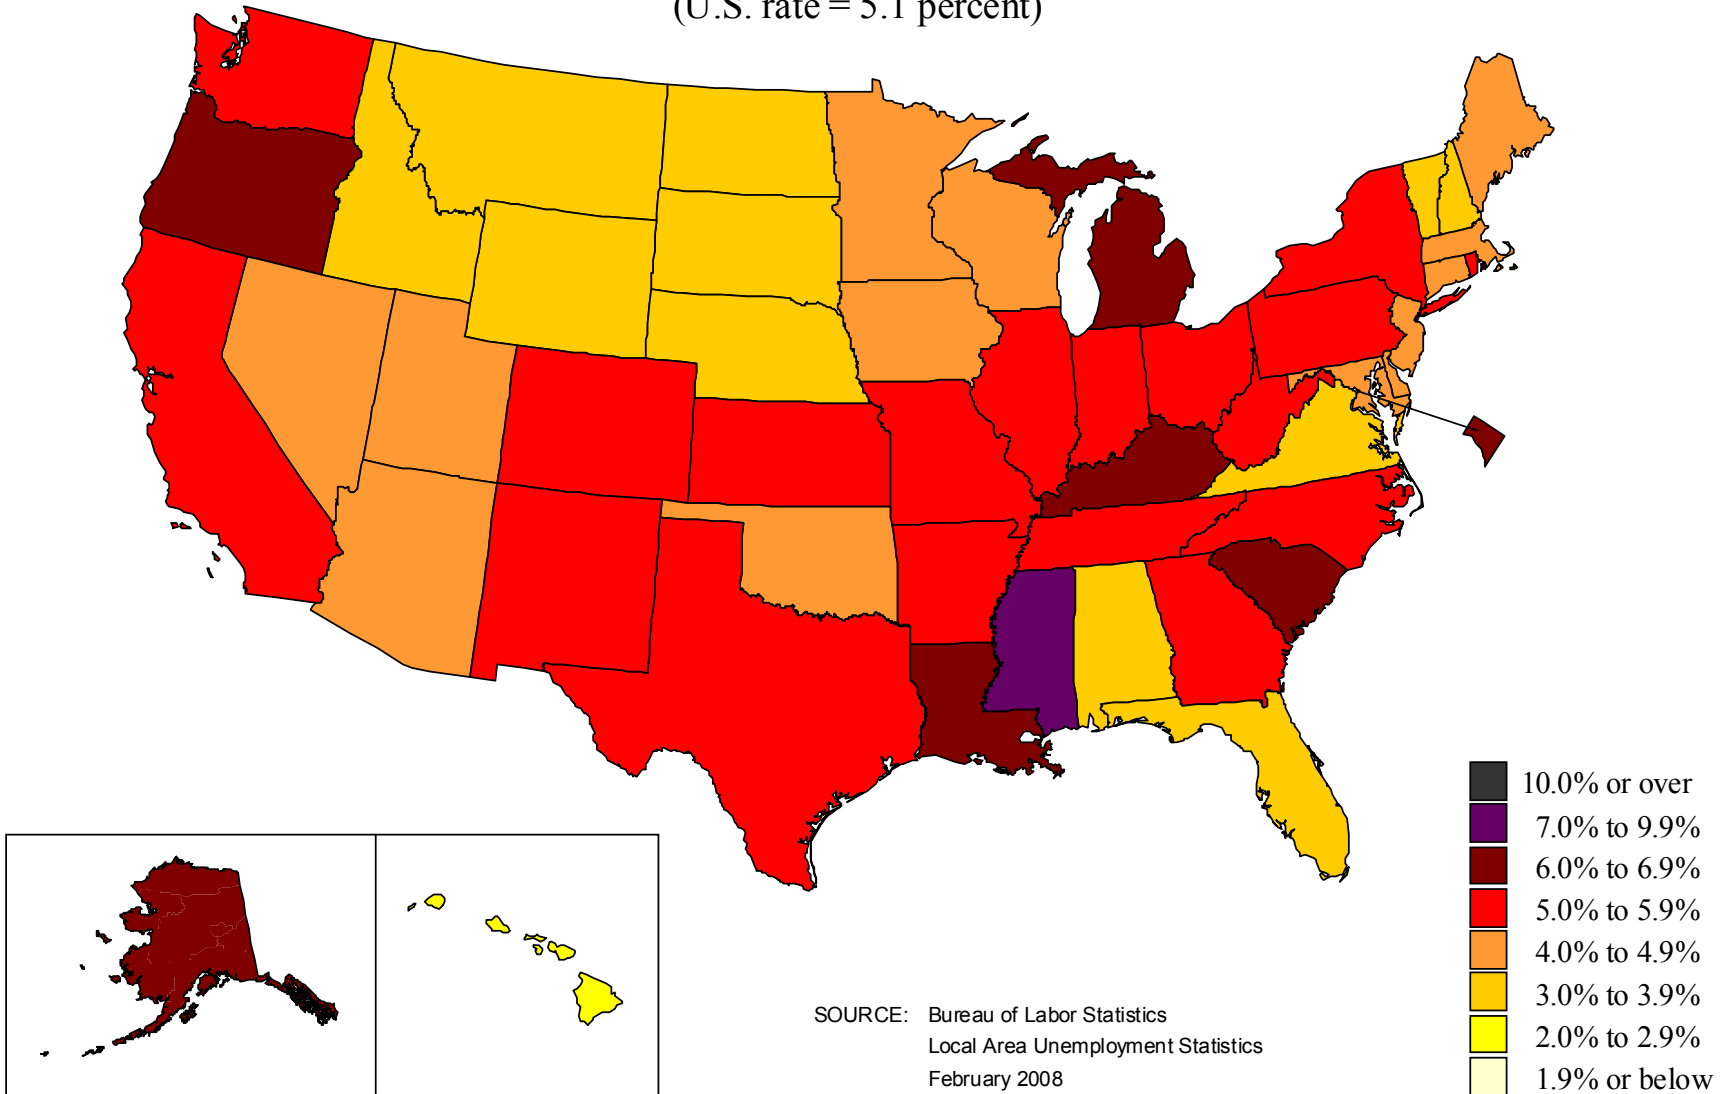 (U.S. rate = 5.1 percent)
10.0% or over
7.0% to 9.9%
6.0% to 6.9%
5.0% to 5.9%
4.0% to 4.9%
3.0% to 3.9%
2.0% to 2.9%
1.9% or below
SOURCE: Bureau of Labor Statistics
Local Area Unemployment Statistics
February 2008